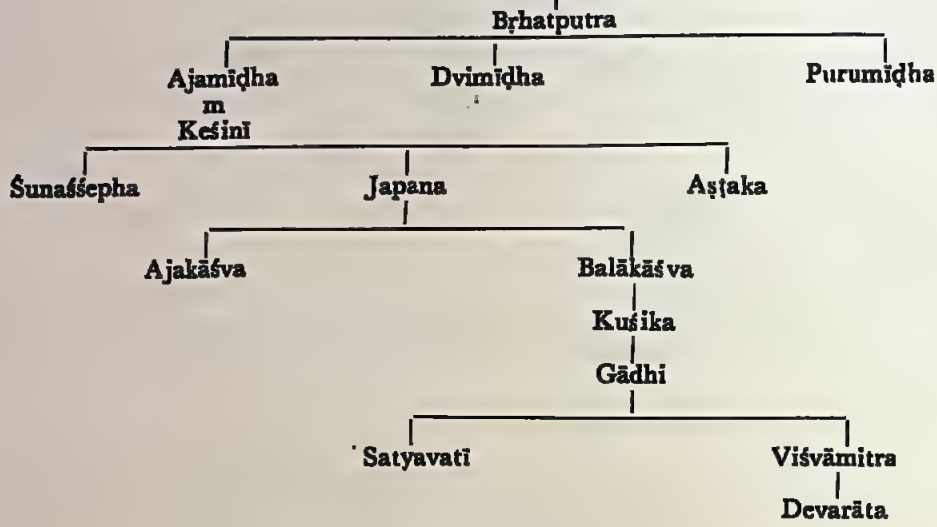 Bṛhatputra
Ajamīḍha Dvimīḍha Purumīḍha
m
Keśinī
Śunaśśepha Japana Aṣṭaka
Ajakāśva Balākāśva
Kuśika
Gādhi
Satyavatī Viśvāmitra
Devarāta